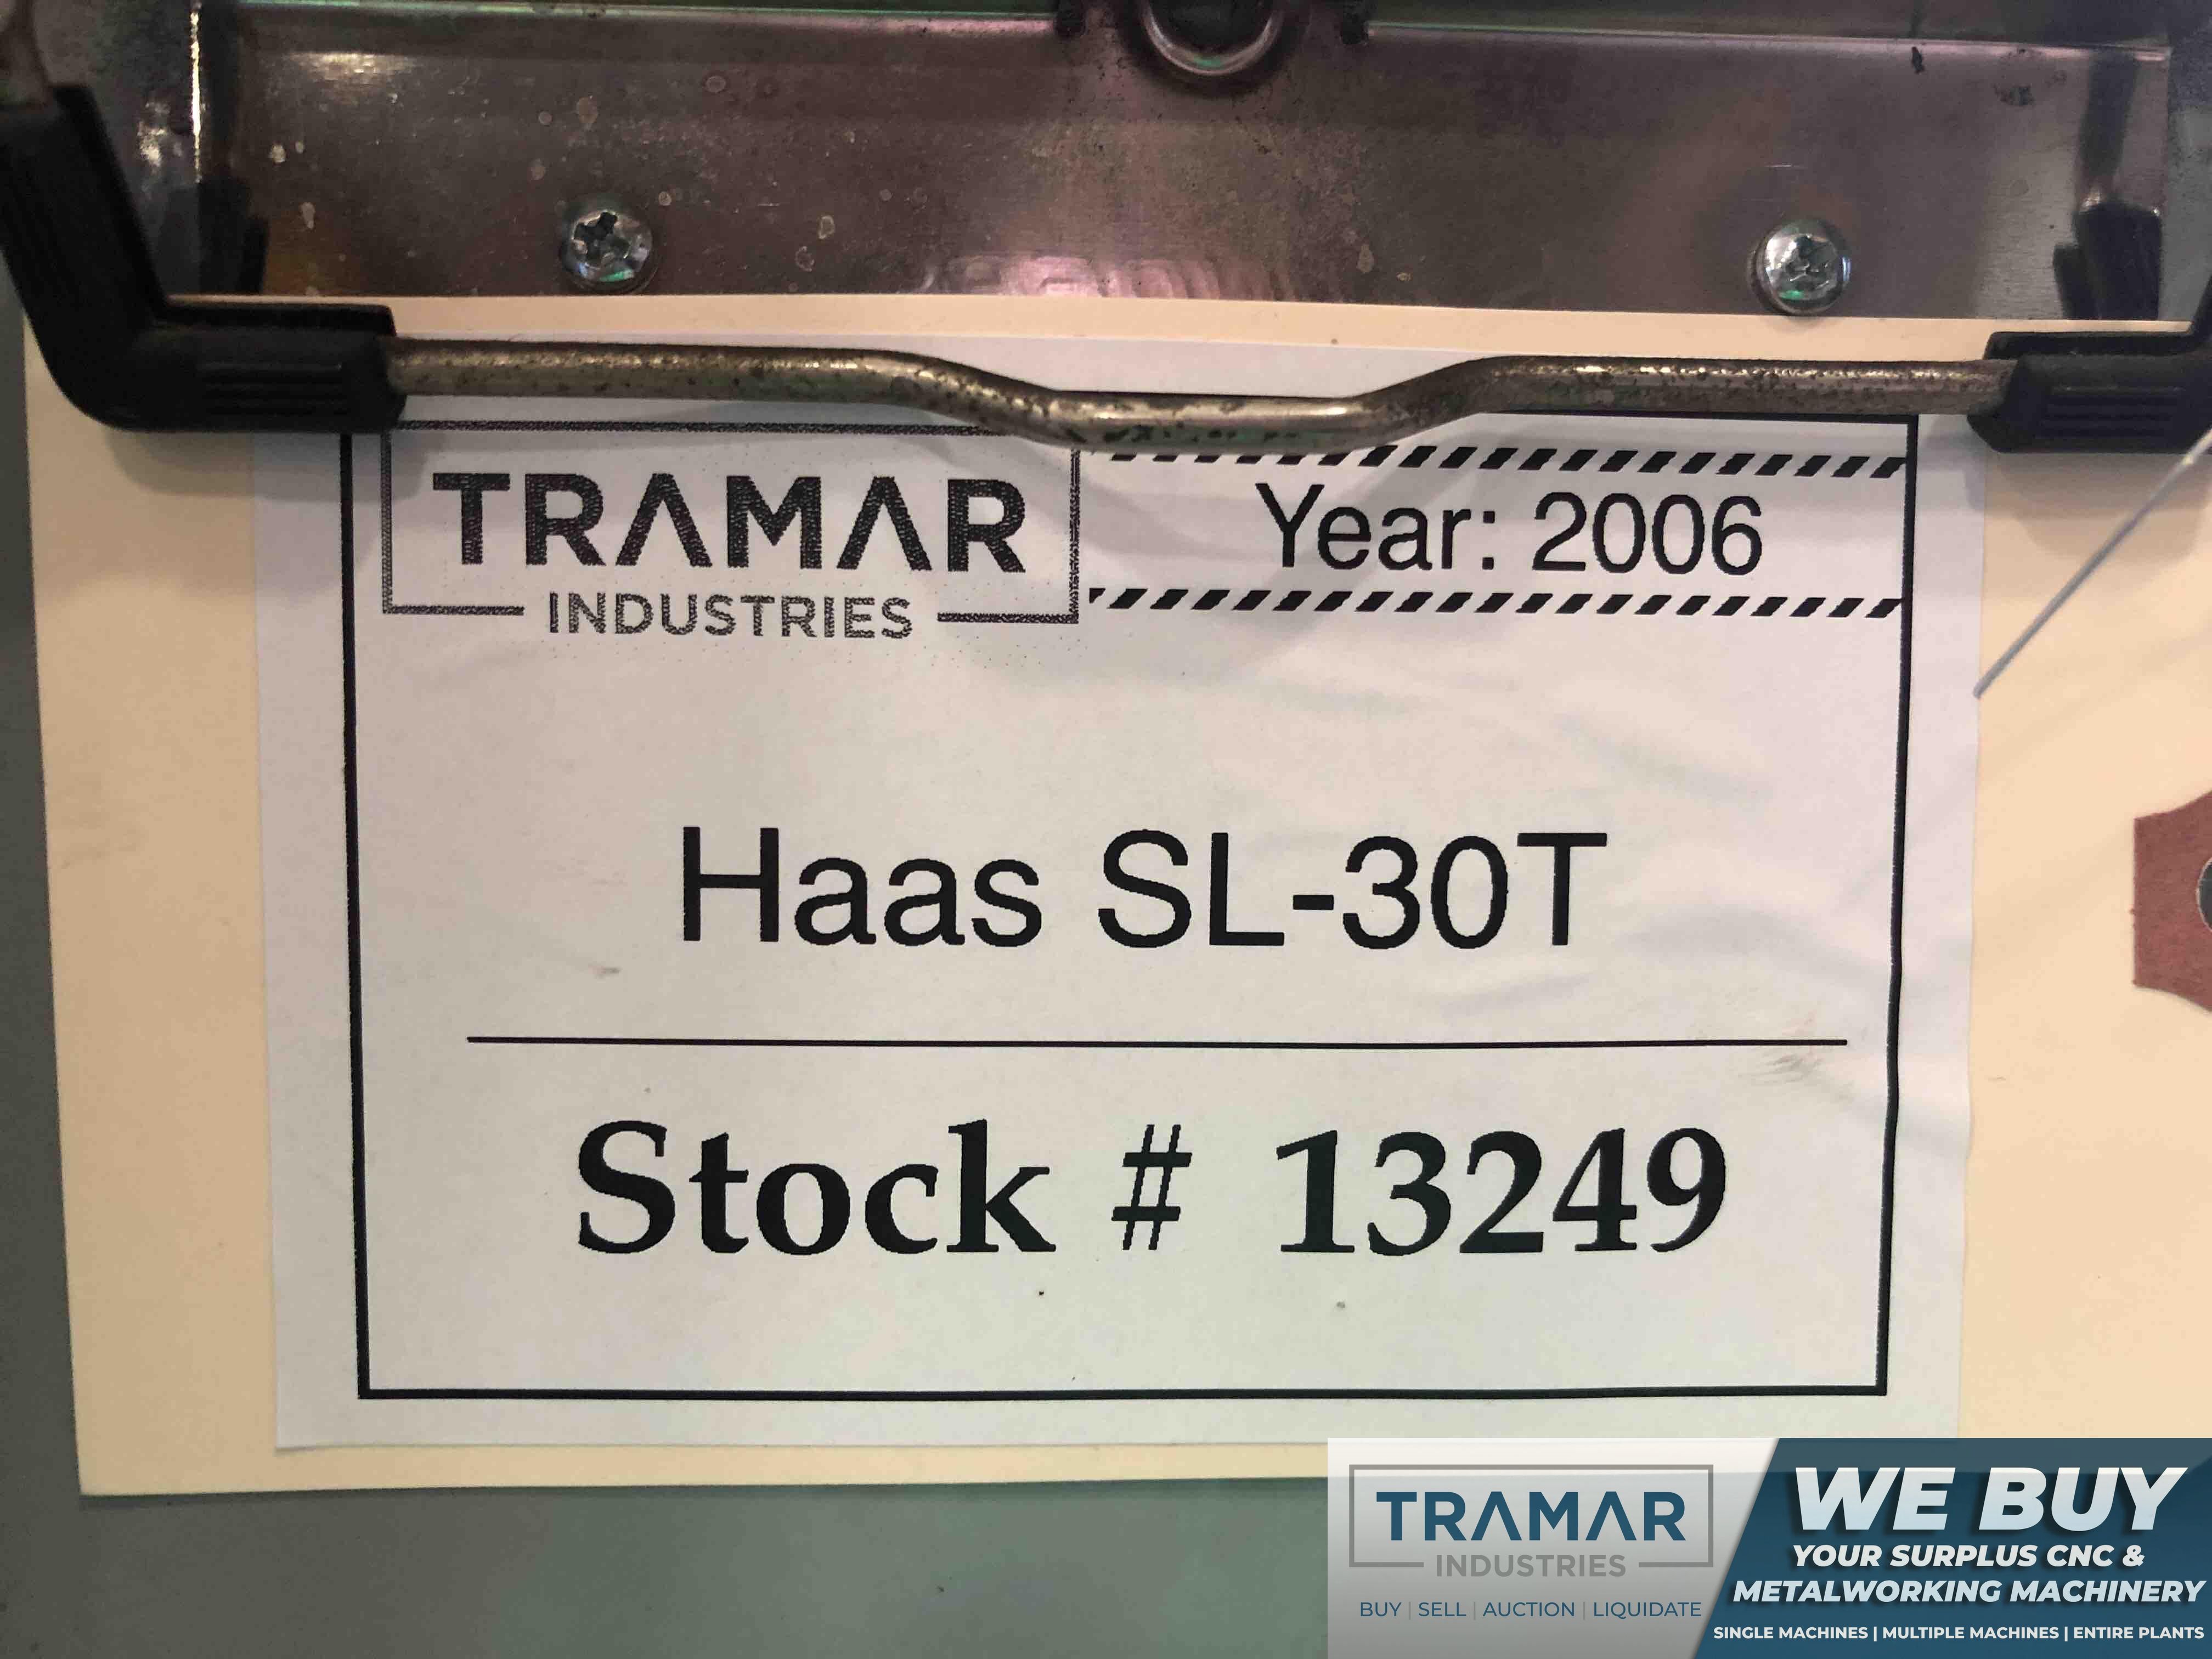 TRAMAR
INDUSTRIES
Year: 2006
Haas SL-30T
Stock # 13249
TRAMAR
INDUSTRIES
BUY | SELL | AUCTION | LIQUIDATE
WE BUY
YOUR SURPLUS CNC &
METALWORKING MACHINERY
SINGLE MACHINES | MULTIPLE MACHINES | ENTIRE PLANTS